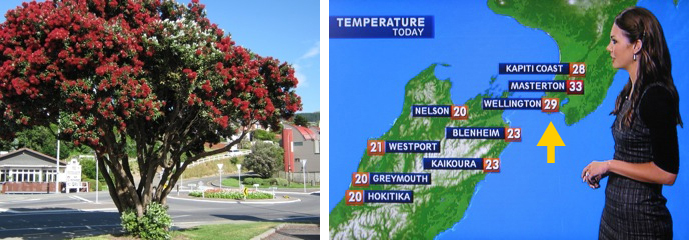 TEMPERATURE
TODAY
KAPITI COAST 28
MASTERTON 33
WELLINGTON 29
NELSON 20
BLENHEIM 23
21 WESTPORT
KAIKOURA 23
20 GREYMOUTH
20 HOKITIKA